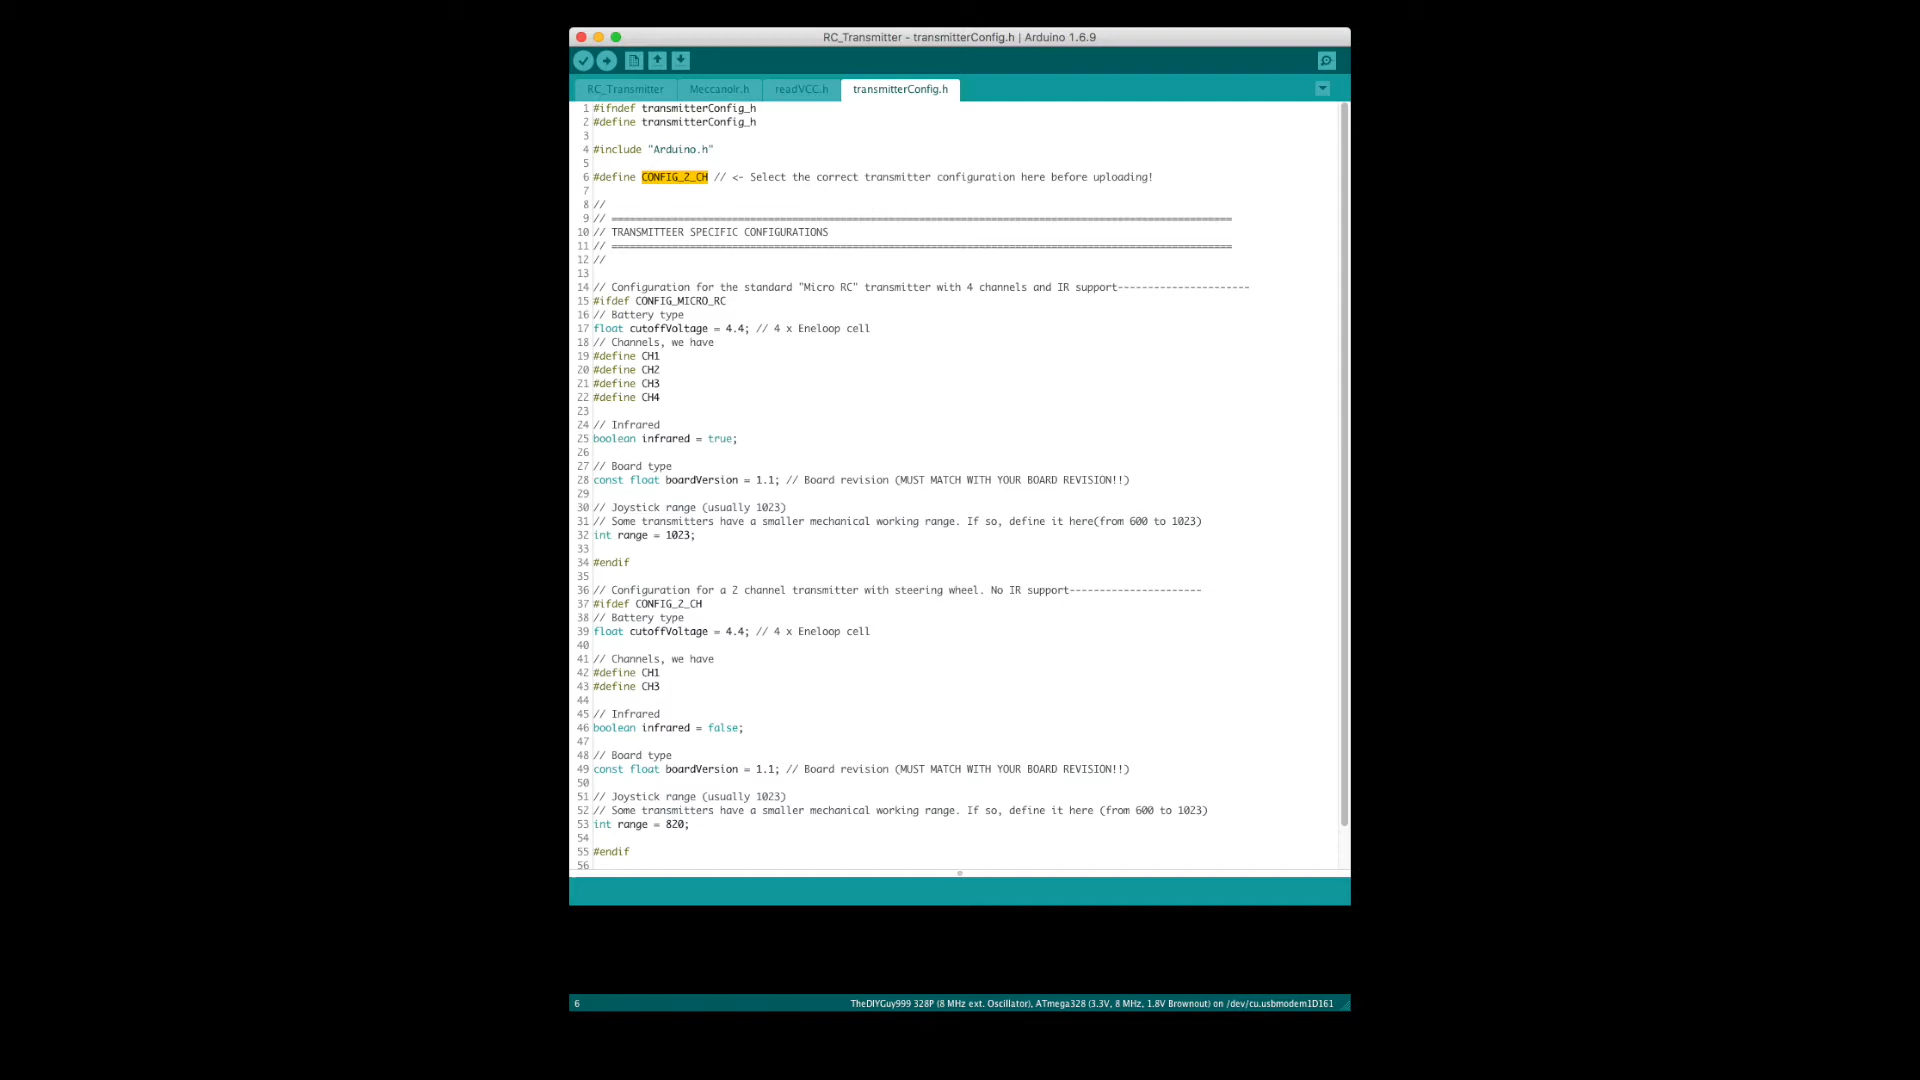 RC_Transmitter - transmitterConfig.h | Arduino 1.6.9
RC_Transmitter MeccanoIr.h readVCC.h transmitterConfig.h
1 #ifndef transmitterConfig_h
2 #define transmitterConfig_h
3
4 #include "Arduino.h"
5
6 #define CONFIG_2_CH // <- Select the correct transmitter configuration here before uploading!
7
8 //
9 // =======================================================================================================
10 // TRANSMITTEER SPECIFIC CONFIGURATIONS
11 // =======================================================================================================
12 //
13
14 // Configuration for the standard "Micro RC" transmitter with 4 channels and IR support----------------------
15 #ifdef CONFIG_MICRO_RC
16 // Battery type
17 float cutoffVoltage = 4.4; // 4 x Eneloop cell
18 // Channels, we have
19 #define CH1
20 #define CH2
21 #define CH3
22 #define CH4
23
24 // Infrared
25 boolean infrared = true;
26
27 // Board type
28 const float boardVersion = 1.1; // Board revision (MUST MATCH WITH YOUR BOARD REVISION!!)
29
30 // Joystick range (usually 1023)
31 // Some transmitters have a smaller mechanical working range. If so, define it here(from 600 to 1023)
32 int range = 1023;
33
34 #endif
35
36 // Configuration for a 2 channel transmitter with steering wheel. No IR support----------------------
37 #ifdef CONFIG_2_CH
38 // Battery type
39 float cutoffVoltage = 4.4; // 4 x Eneloop cell
40
41 // Channels, we have
42 #define CH1
43 #define CH3
44
45 // Infrared
46 boolean infrared = false;
47
48 // Board type
49 const float boardVersion = 1.1; // Board revision (MUST MATCH WITH YOUR BOARD REVISION!!)
50
51 // Joystick range (usually 1023)
52 // Some transmitters have a smaller mechanical working range. If so, define it here (from 600 to 1023)
53 int range = 820;
54
55 #endif
56
6 TheDIYGuy999 328P (8 MHz ext. Oscillator), ATmega328 (3.3V, 8 MHz, 1.8V Brownout) on /dev/cu.usbmodem1D161